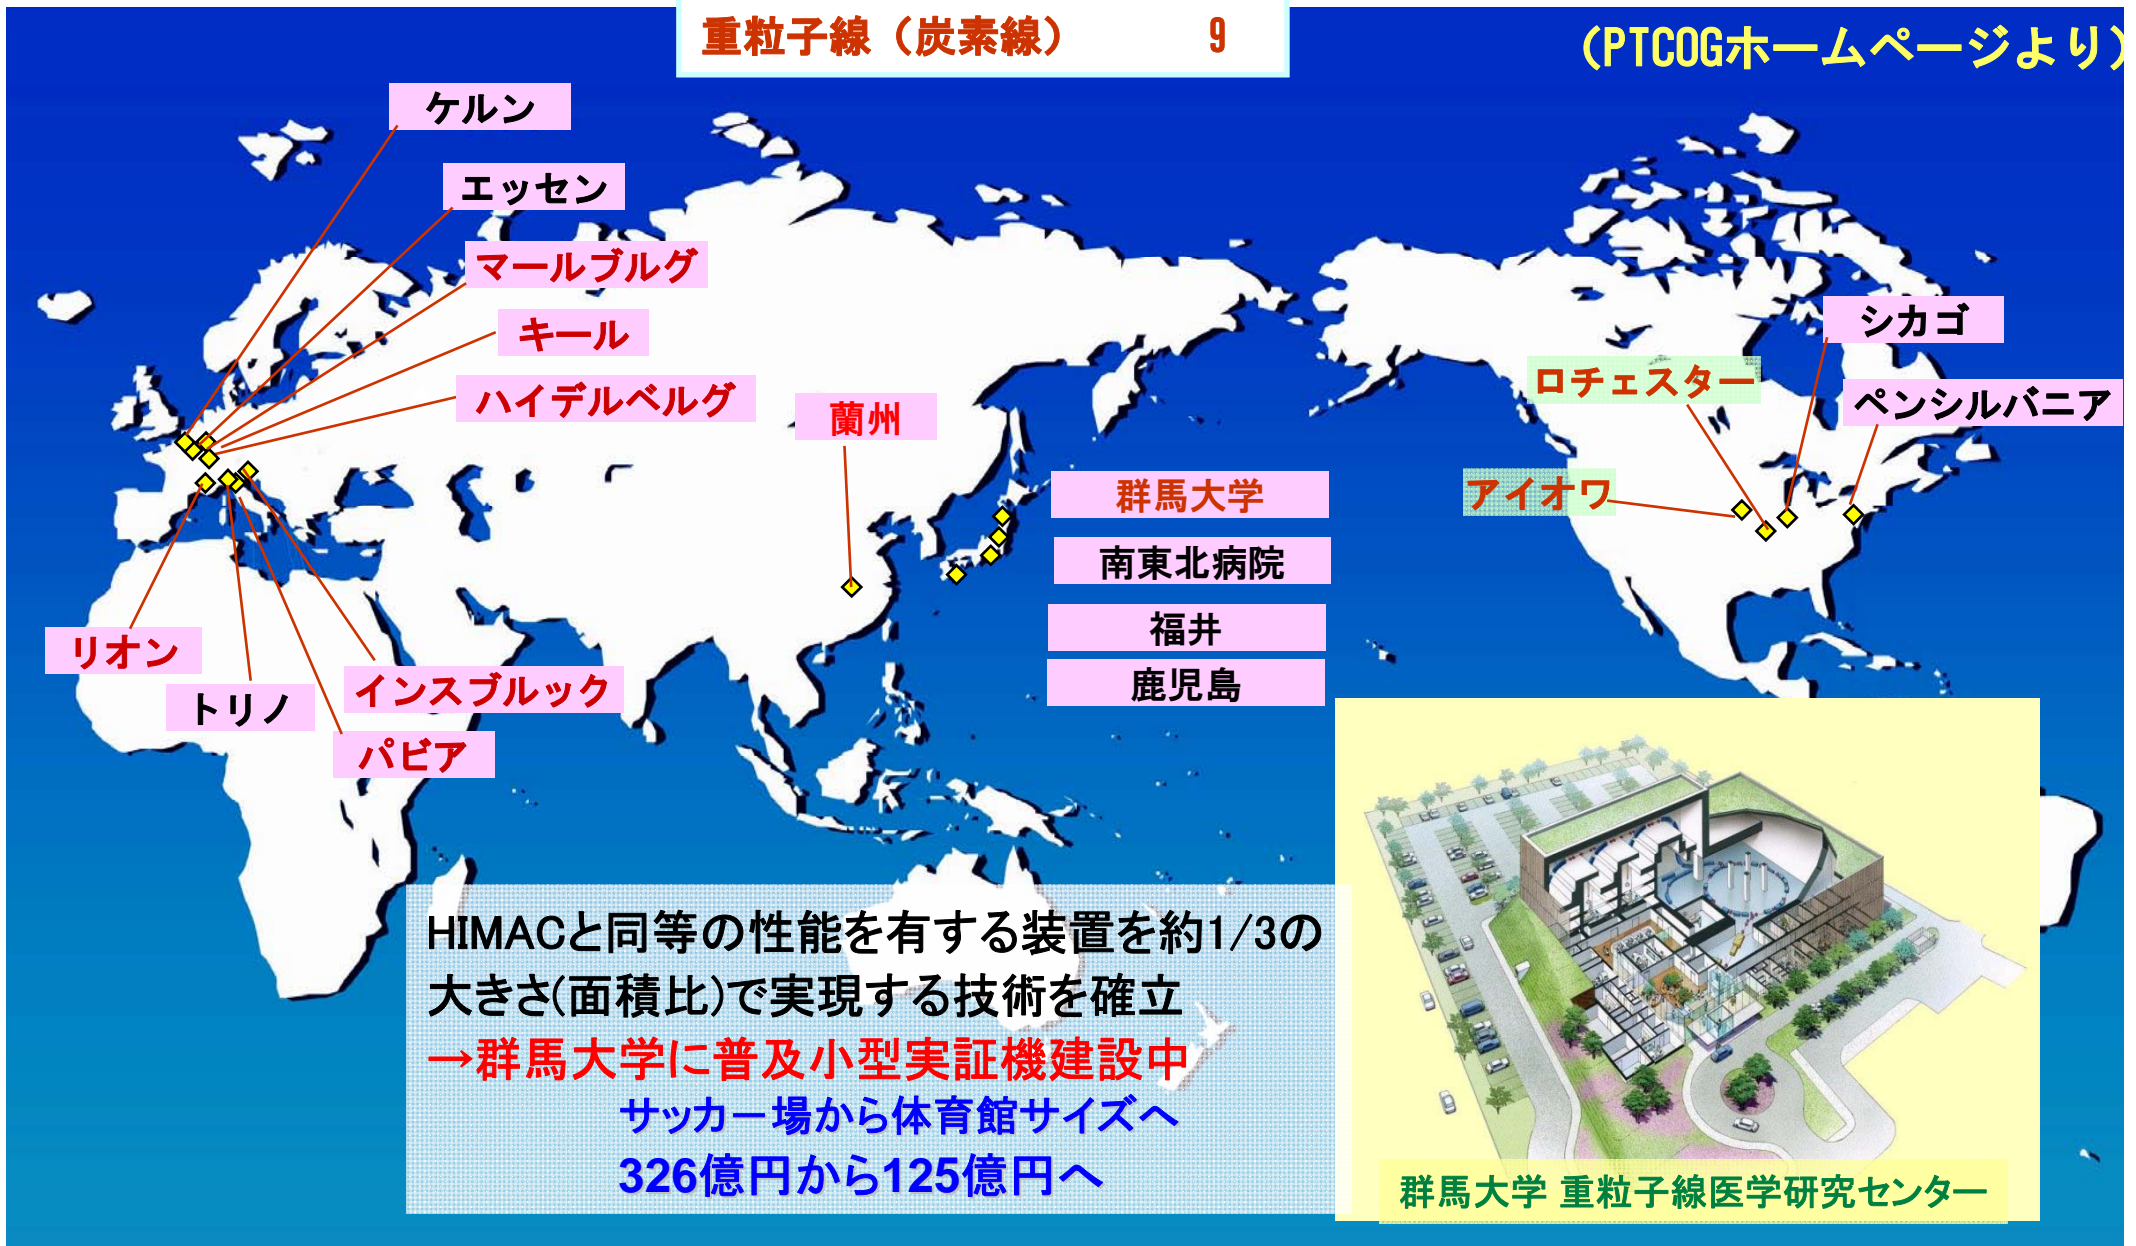 重粒子線（炭素線）　　9
(PTCOGホームページより)
ケルン
エッセン
マールブルグ
キール
ハイデルベルグ
蘭州
シカゴ
ロチェスター
ペンシルバニア
アイオワ
群馬大学
南東北病院
福井
鹿児島
リオン
トリノ
インスブルック
パビア
HIMACと同等の性能を有する装置を約1/3の
大きさ(面積比)で実現する技術を確立
→群馬大学に普及小型実証機建設中
サッカー場から体育館サイズへ
326億円から125億円へ
群馬大学 重粒子線医学研究センター